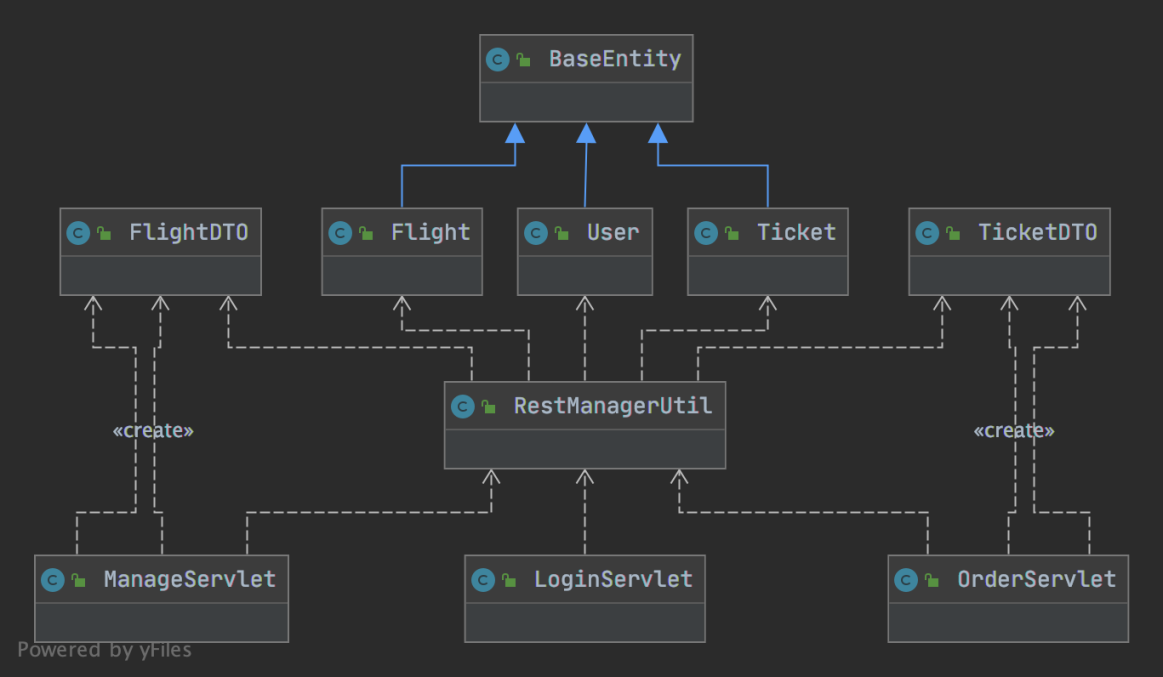 BaseEntity
FlightDTO
Flight
User
Ticket
TicketDTO
RestManagerUtil
«create»
«create»
ManageServlet
LoginServlet
OrderServlet
Powered by yFiles